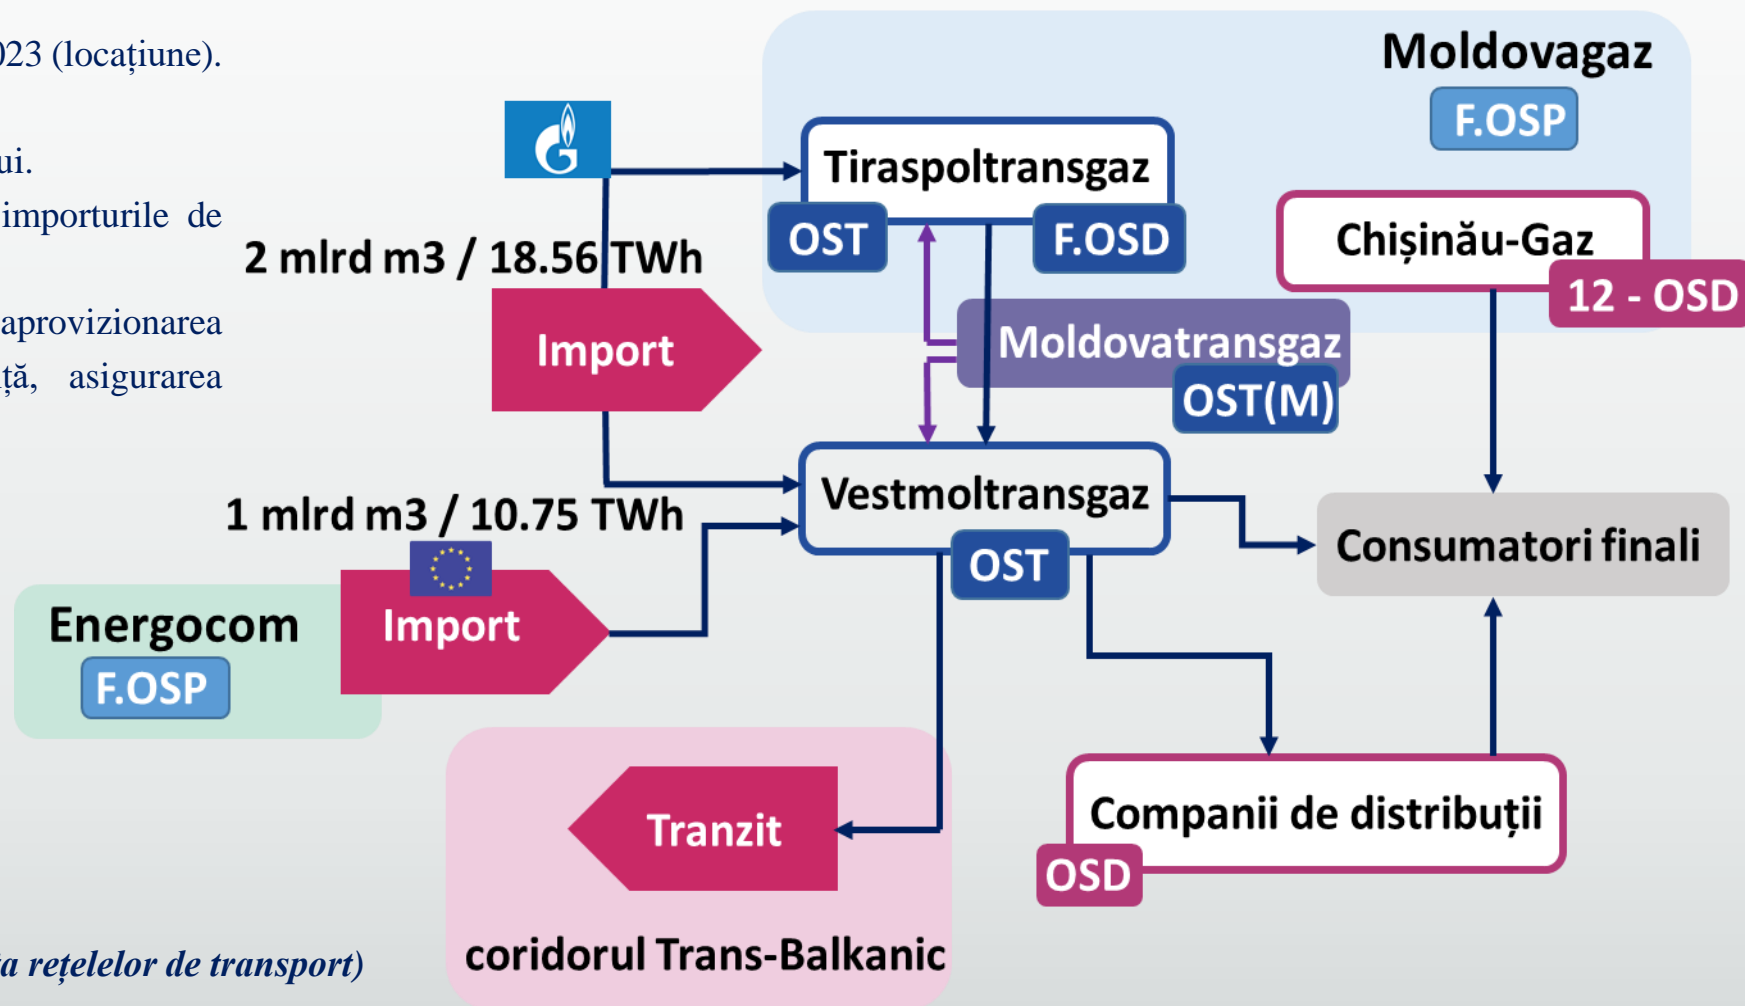 023 (locațiune).
ui.
importurile de
aprovizionarea
ță, asigurarea
a rețelelor de transport)
Moldovagaz
F.OSP
Tiraspoltransgaz
OST
F.OSD
Chișinău-Gaz
12 - OSD
2 mlrd m3 / 18.56 TWh
Import
Moldovatransgaz
OST(M)
Vestmoltransgaz
OST
1 mlrd m3 / 10.75 TWh
Consumatori finali
Energocom
F.OSP
Import
Tranzit
coridorul Trans-Balkanic
Companii de distribuții
OSD